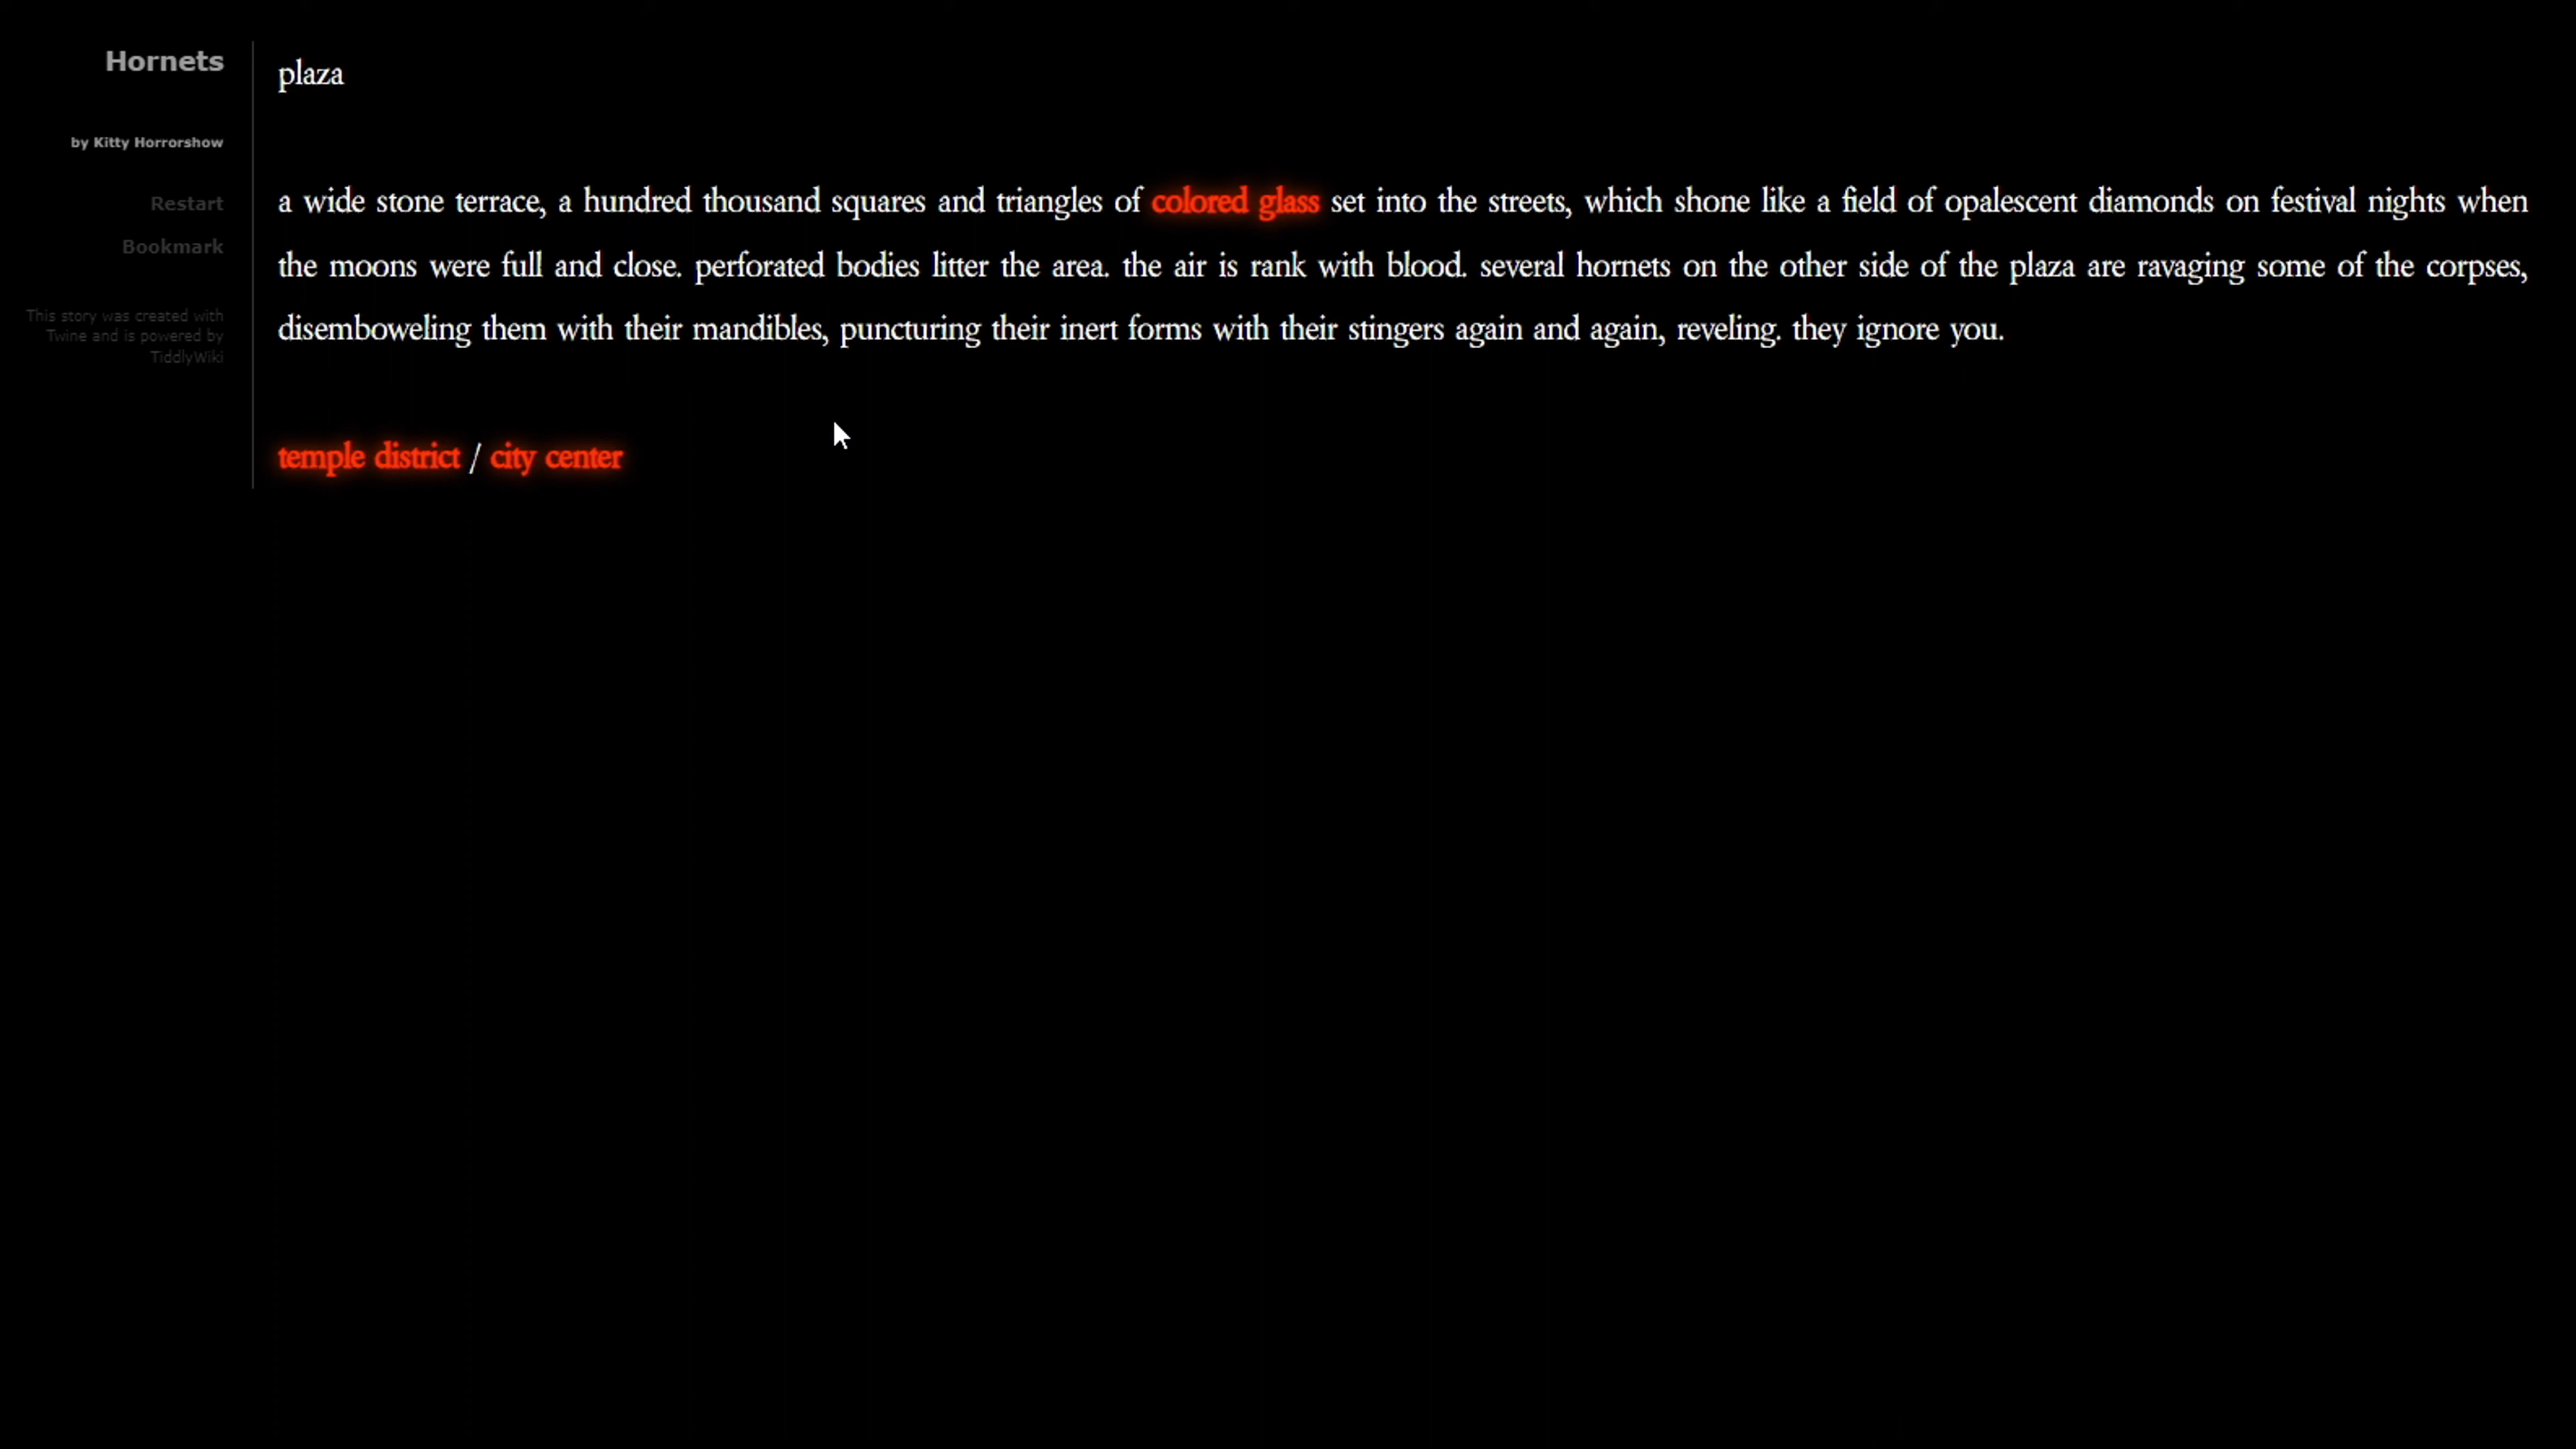 Hornets
by Kitty Horrorshow
Restart
Bookmark
This story was created with
Twine and is powered by
TiddlyWiki
plaza
a wide stone terrace, a hundred thousand squares and triangles of colored glass set into the streets, which shone like a field of opalescent diamonds on festival nights when
the moons were full and close. perforated bodies litter the area. the air is rank with blood. several hornets on the other side of the plaza are ravaging some of the corpses,
disemboweling them with their mandibles, puncturing their inert forms with their stingers again and again, reveling. they ignore you.
temple district / city center